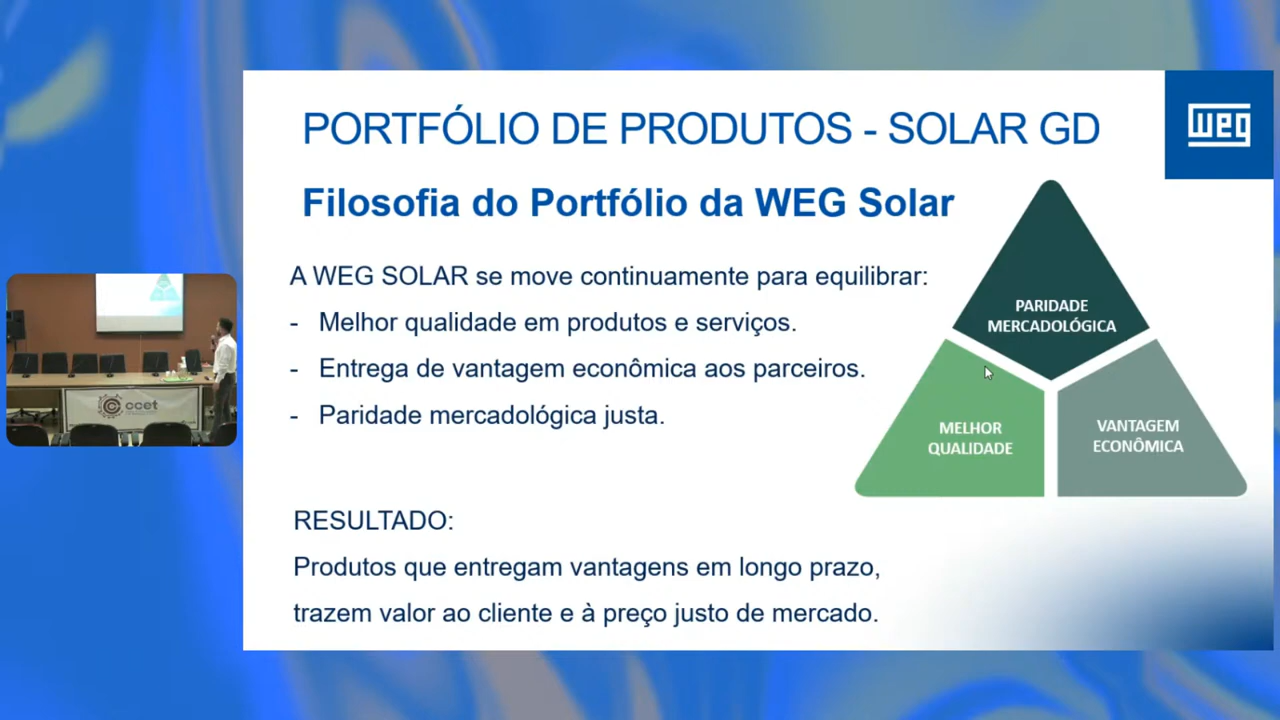 PORTFÓLIO DE PRODUTOS - SOLAR GD
weg
Filosofia do Portfólio da WEG Solar
A WEG SOLAR se move continuamente para equilibrar:
- Melhor qualidade em produtos e serviços.
- Entrega de vantagem econômica aos parceiros.
- Paridade mercadológica justa.
PARIDADE
MERCADOLÓGICA
MELHOR
QUALIDADE
VANTAGEM
ECONÔMICA
RESULTADO:
Produtos que entregam vantagens em longo prazo,
trazem valor ao cliente e à preço justo de mercado.
ccet